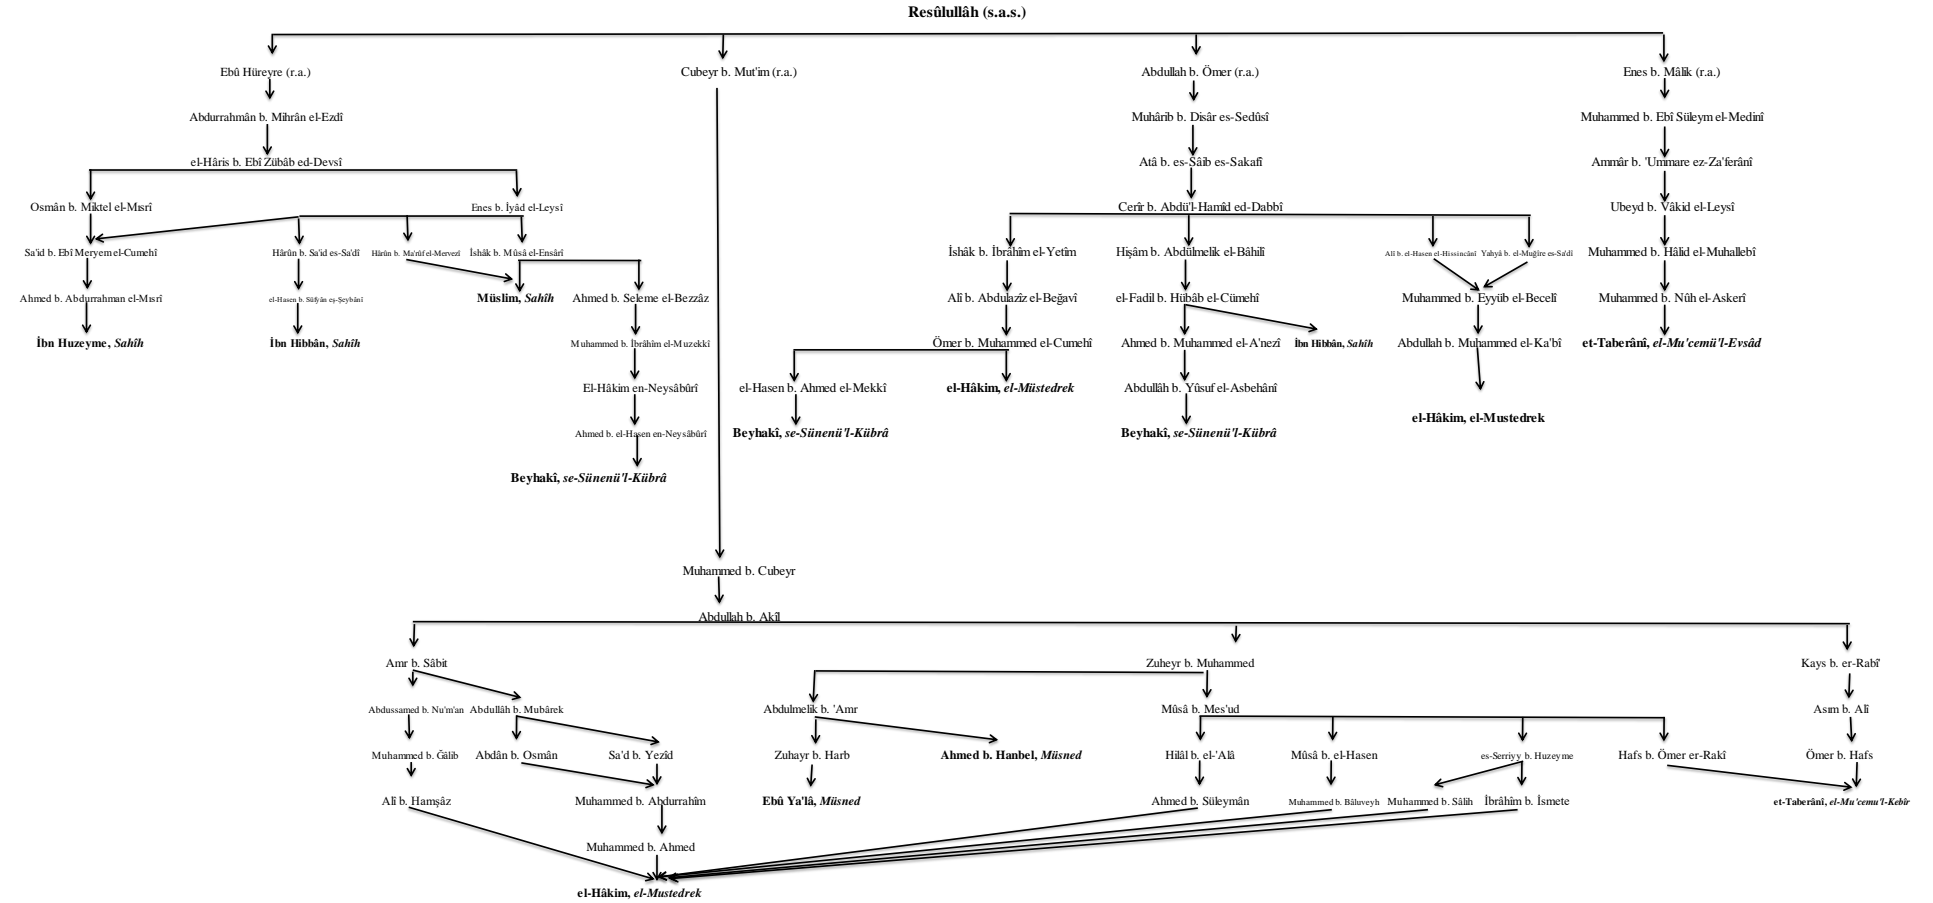 Resûlullâh (s.a.s.)
Ebû Hüreyre (r.a.)
Cubeyr b. Mut'im (r.a.)
Abdullah b. Ömer (r.a.)
Enes b. Mâlik (r.a.)
Abdurrahmân b. Mihrân el-Ezdî
Muhârib b. Disâr es-Sedûsî
Muhammed b. Ebî Süleym el-Medinî
el-Hâris b. Ebî Zübâb ed-Devsî
Atâ b. es-Sâib es-Sakafî
Ammâr b. 'Ummare ez-Za'ferânî
Osmân b. Miktel el-Mısrî
Enes b. İyâd el-Leysî
Cerîr b. Abdü'l-Hamîd ed-Dabbî
Ubeyd b. Vâkid el-Leysî
Sa'id b. Ebî Meryem el-Cumehî
Hârûn b. Sa'id es-Sa'dî
Hârûn b. Ma'rûf el-Mervezî
İshâk b. Mûsâ el-Ensârî
İshâk b. İbrâhîm el-Yetîm
Hişâm b. Abdülmelik el-Bâhilî
Alî b. el-Hasen el-Hissincânî
Yahyâ b. el-Muğîre es-Sa'dî
Muhammed b. Hâlid el-Muhallebî
Ahmed b. Abdurrahman el-Mısrî
el-Hasen b. Süfyân eş-Şeybânî
Müslim, Sahîh
Ahmed b. Seleme el-Bezzâz
Alî b. Abdulazîz el-Beğavî
el-Fadil b. Hübâb el-Cümehî
Muhammed b. Eyyüb el-Becelî
Muhammed b. Nûh el-Askerî
İbn Huzeyme, Sahîh
İbn Hibbân, Sahîh
Muhammed b. İbrâhîm el-Muzekkî
Ömer b. Muhammed el-Cumehî
Ahmed b. Muhammed el-A'nezî
İbn Hibbân, Sahîh
Abdullah b. Muhammed el-Ka'bî
et-Taberânî, el-Mu'cemü'l-Evsâd
El-Hâkim en-Neysâbûrî
el-Hasen b. Ahmed el-Mekkî
el-Hâkim, el-Müstedrek
Abdullâh b. Yûsuf el-Asbehânî
el-Hâkim, el-Mustedrek
Ahmed b. el-Hasen en-Neysâbûrî
Beyhakî, se-Sünenü'l-Kübrâ
Beyhakî, se-Sünenü'l-Kübrâ
Beyhakî, se-Sünenü'l-Kübrâ
Muhammed b. Cubeyr
Abdullah b. Akîl
Amr b. Sâbit
Zuheyr b. Muhammed
Kays b. er-Rabî'
Abdussamed b. Nu'm'an
Abdullâh b. Mubârek
Abdulmelik b. 'Amr
Mûsâ b. Mes'ud
Asım b. Alî
Muhammed b. Ğâlib
Abdân b. Osmân
Sa'd b. Yezîd
Zuhayr b. Harb
Ahmed b. Hanbel, Müsned
Hilâl b. el-'Alâ
Mûsâ b. el-Hasen
es-Serriyy b. Huzeyme
Hafs b. Ömer er-Rakî
Ömer b. Hafs
Alî b. Hamşâz
Muhammed b. Abdurrahîm
Ebû Ya'lâ, Müsned
Ahmed b. Süleymân
Muhammed b. Bâluveyh
Muhammed b. Sâlih
İbrâhîm b. İsmete
et-Taberânî, el-Mu'cemu'l-Kebîr
Muhammed b. Ahmed
el-Hâkim, el-Mustedrek